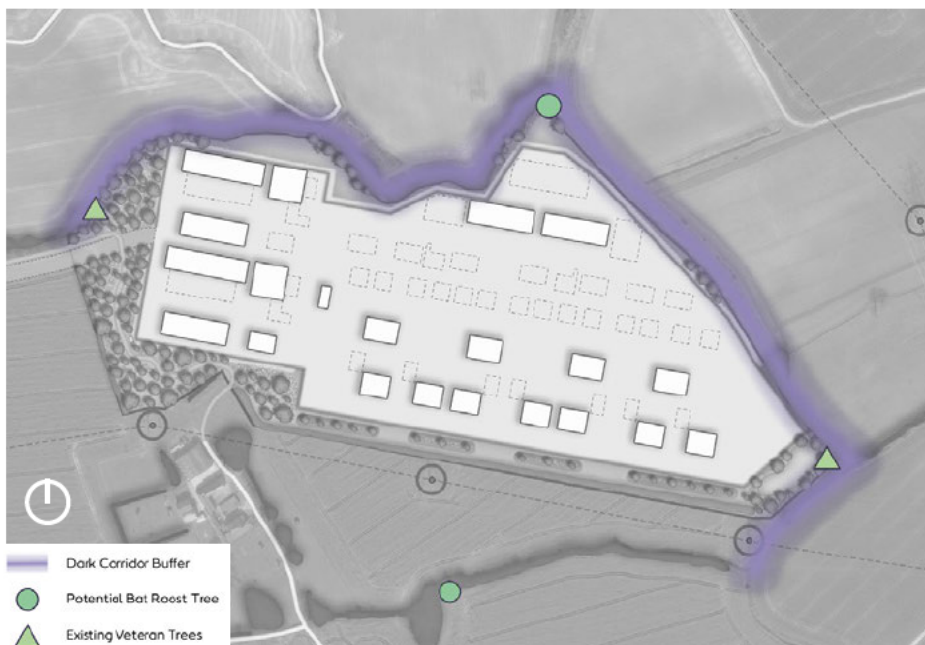 Dark Corridor Buffer
Potential Bat Roost Tree
Existing Veteran Trees